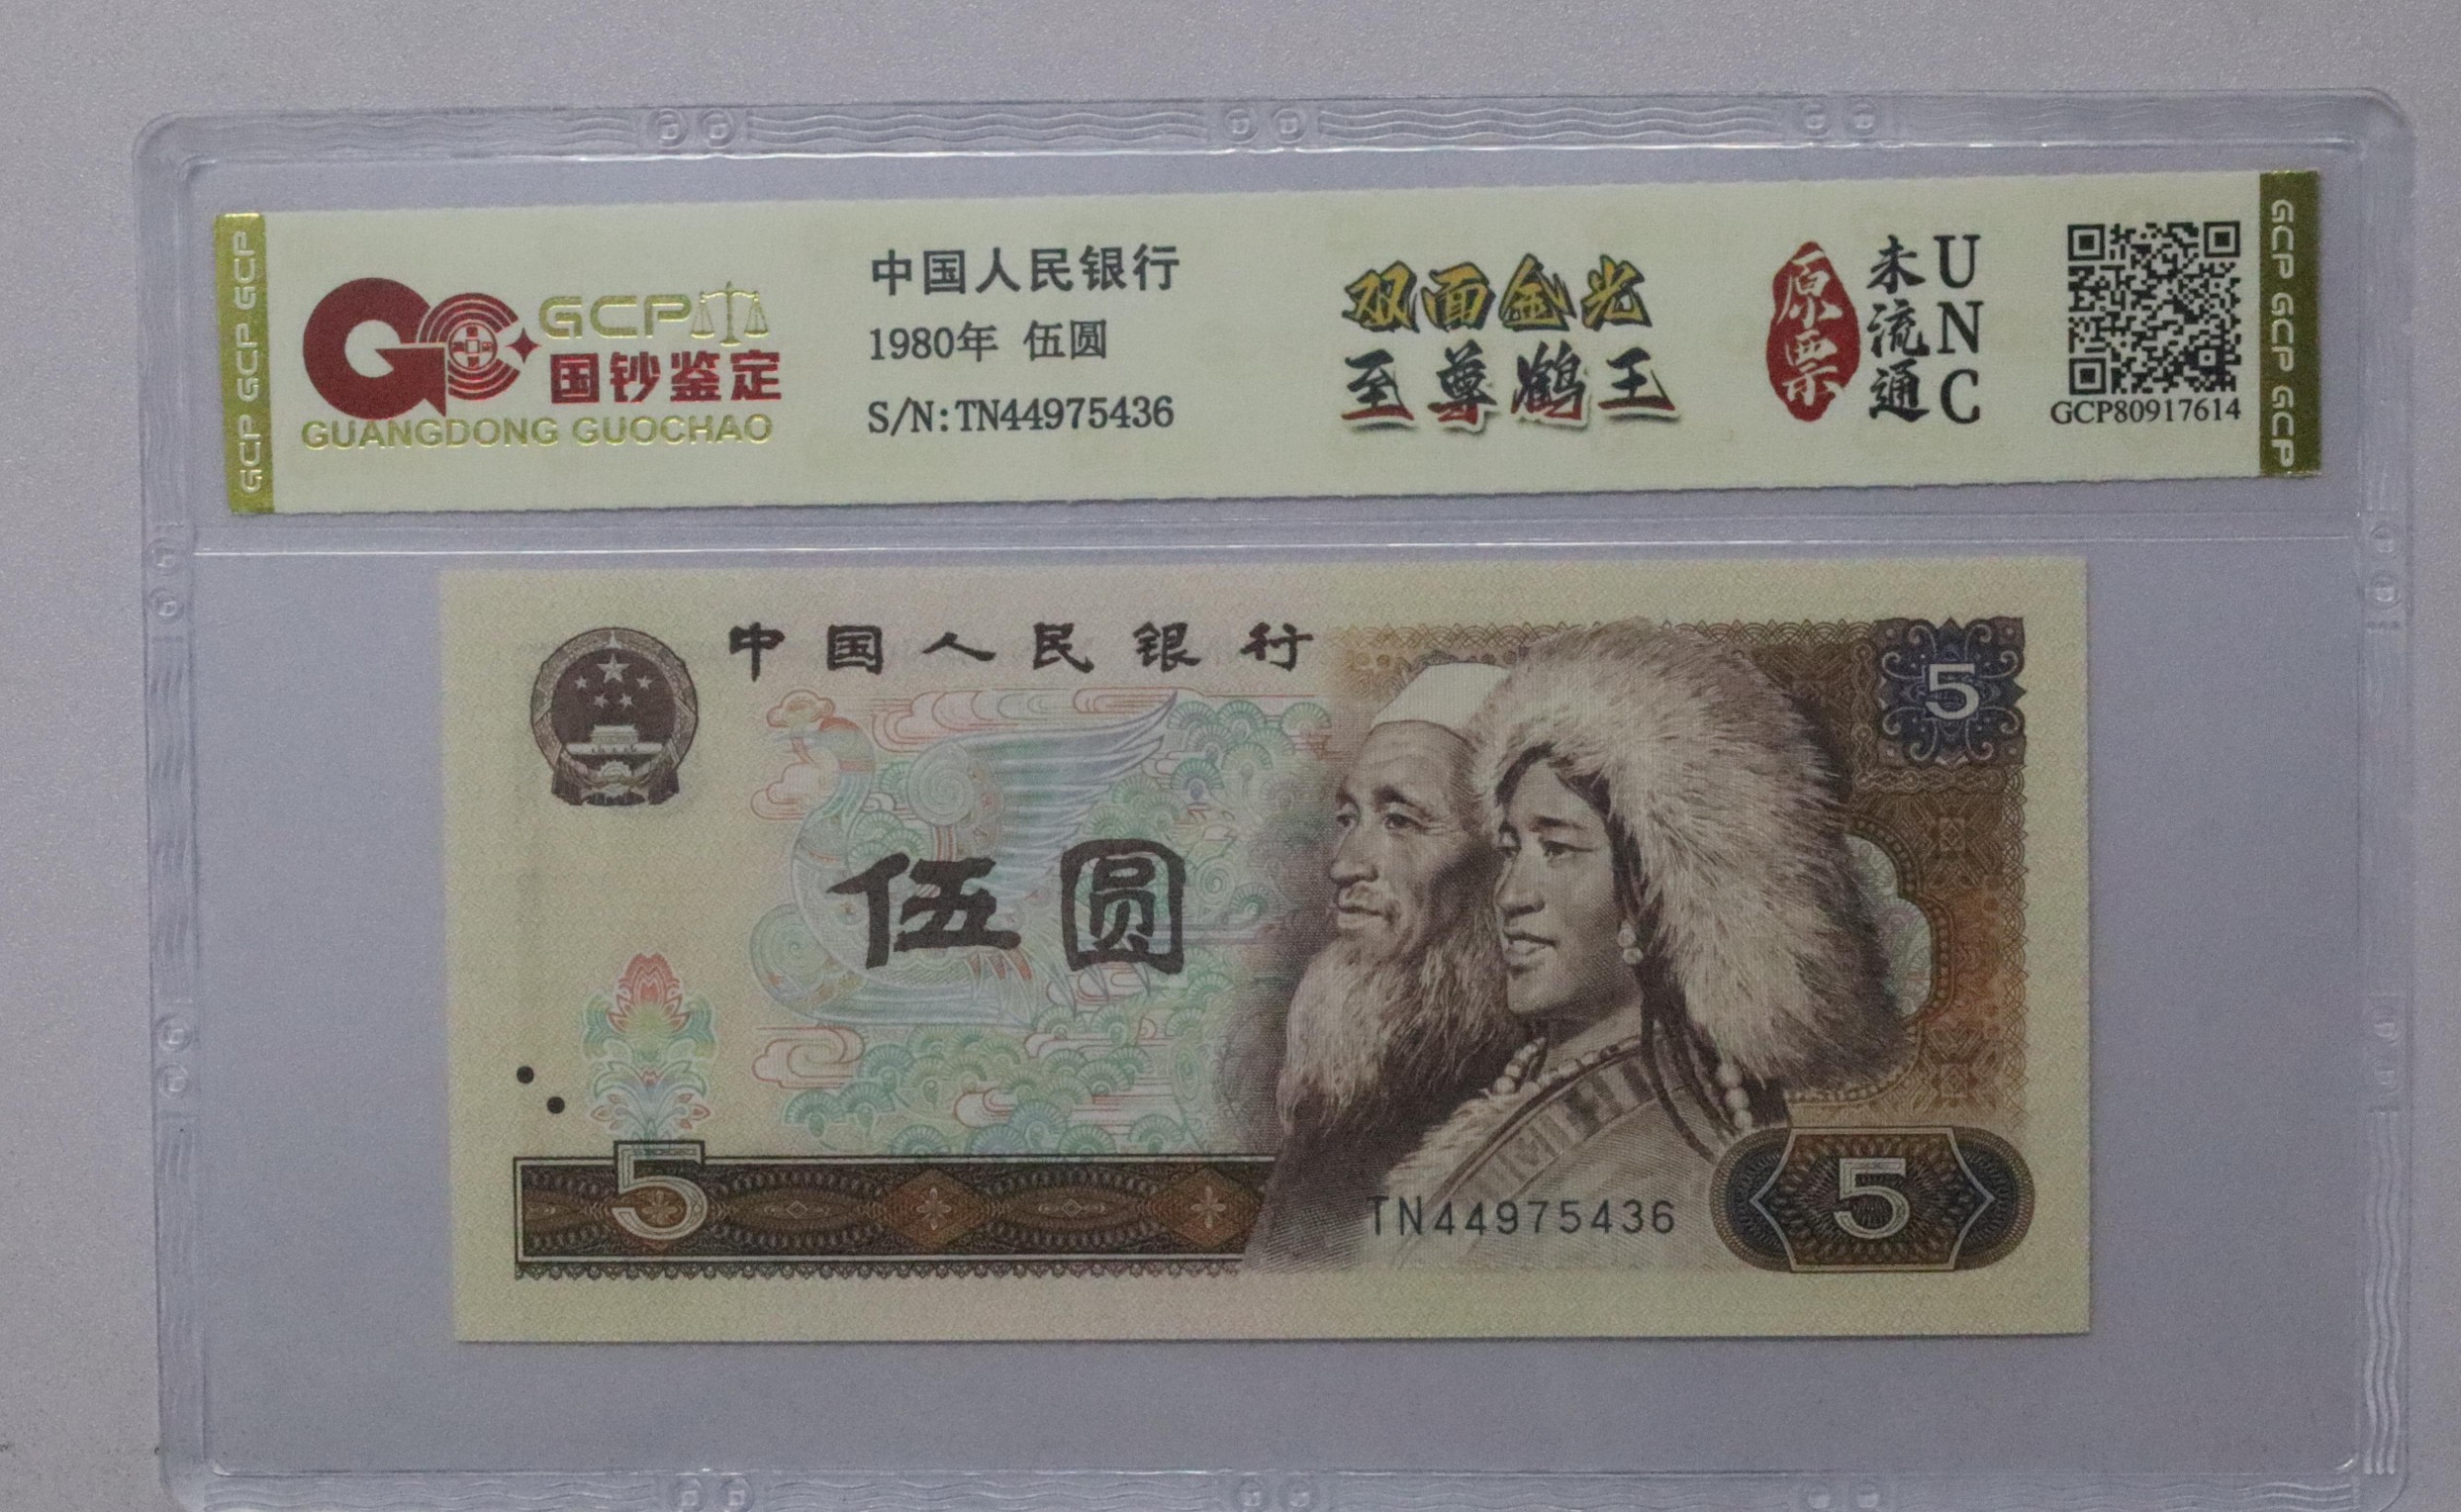 GCP GCP GCP
GCP
国钞鉴定
GUANGDONG GUOCHAO
中国人民银行
1980年 伍圆
S/N:TN44975436
双面金光
至尊鹤王
原票
未流通
UNC
GCP80917614
GCP GCP GCP
中国人民银行
5
伍圆
5
TN44975436
5